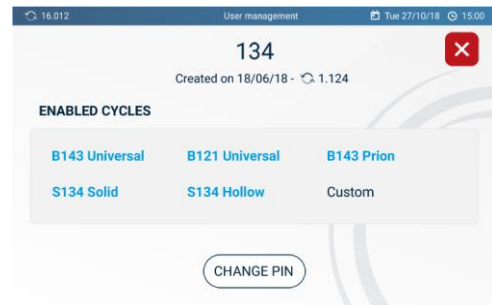 16.012 User management Tue 27/10/18 15:00
134
Created on 18/06/18 - 1.124
ENABLED CYCLES
B143 Universal B121 Universal B143 Prion
S134 Solid S134 Hollow Custom
CHANGE PIN